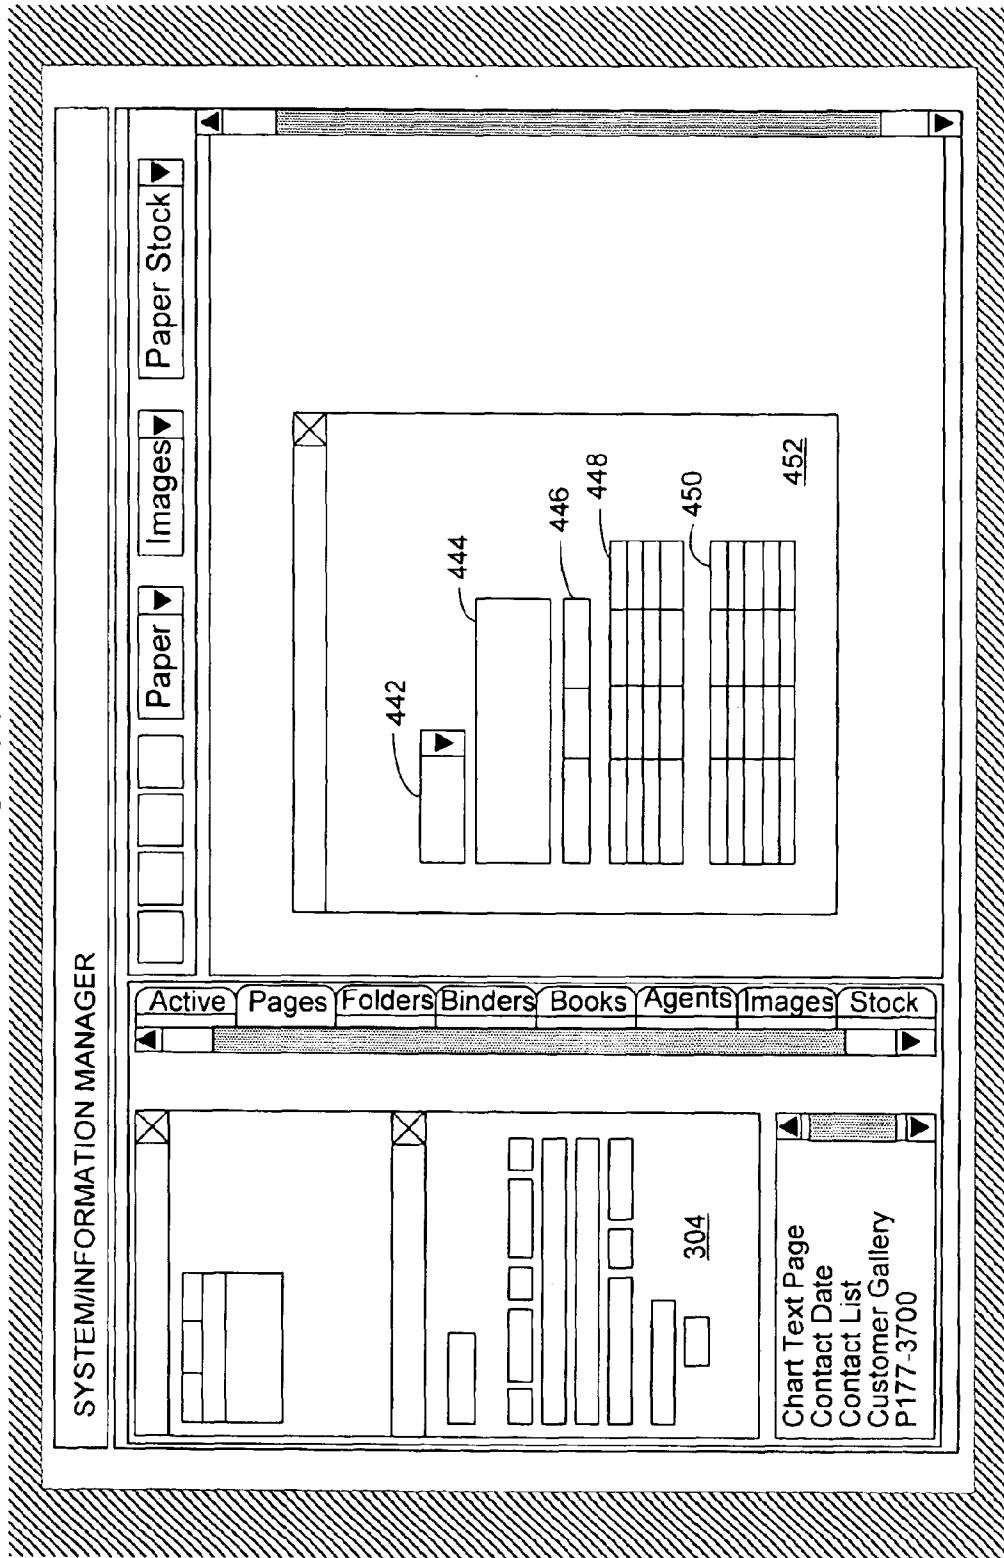 SYSTEM/INFORMATION MANAGER
Paper
Images
Paper Stock
Active
Pages
Folders
Binders
Books
Agents
Images
Stock
304
Chart Text Page
Contact Date
Contact List
Customer Gallery
P177-3700
442
444
446
448
450
452